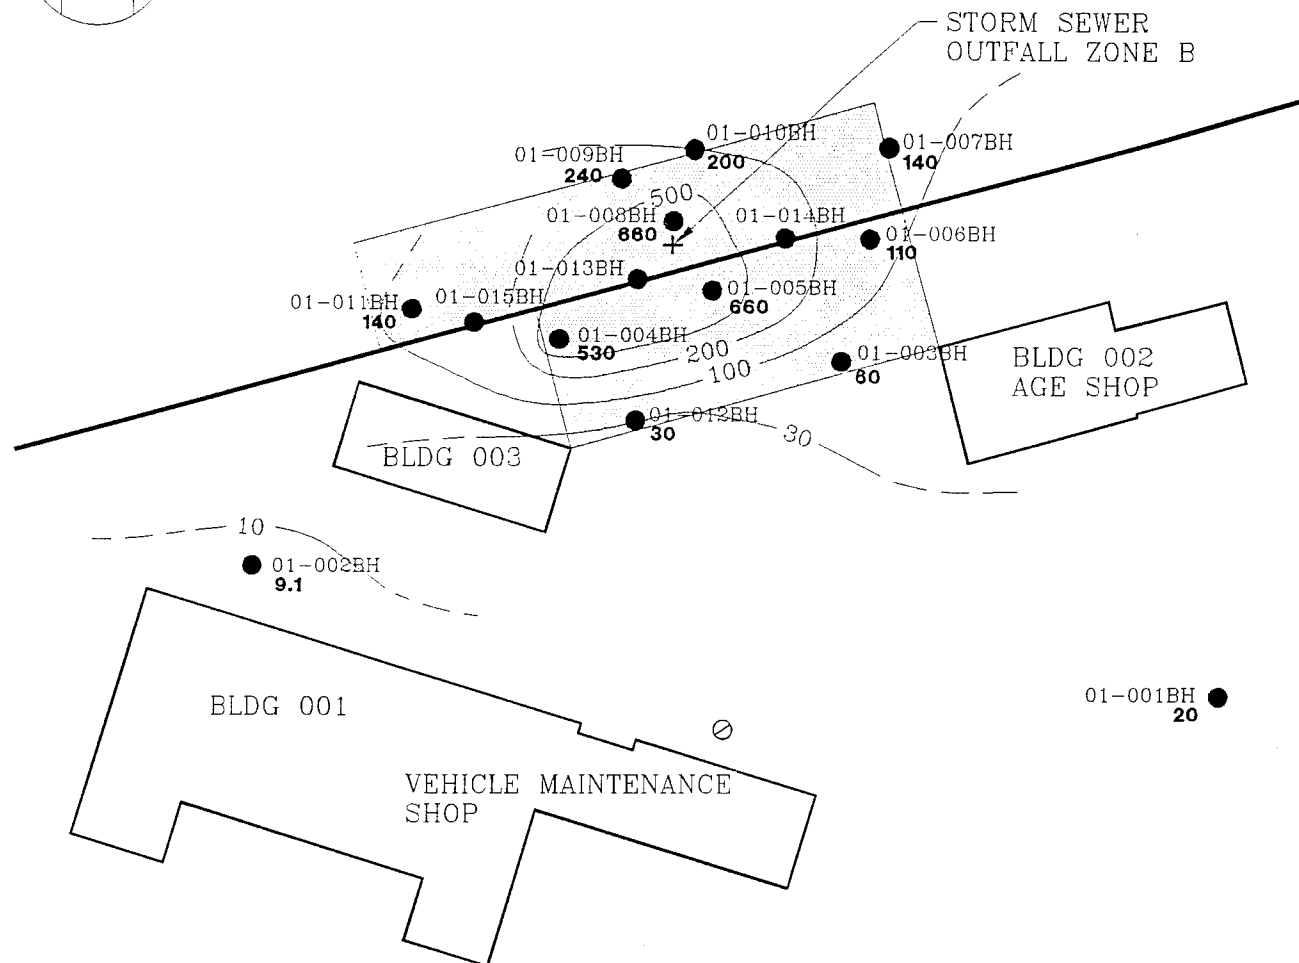 STORM SEWER
OUTFALL ZONE B
01-010BH
200
01-007BH
140
01-009BH
240
500
01-008BH
660
01-014BH
01-006BH
110
01-013BH
01-005BH
660
01-011BH
140
01-015BH
01-004BH
530
200
100
01-003BH
60
BLDG 002
AGE SHOP
01-012BH
30
30
BLDG 003
10
01-002BH
9.1
BLDG 001
01-001BH
20
VEHICLE MAINTENANCE
SHOP